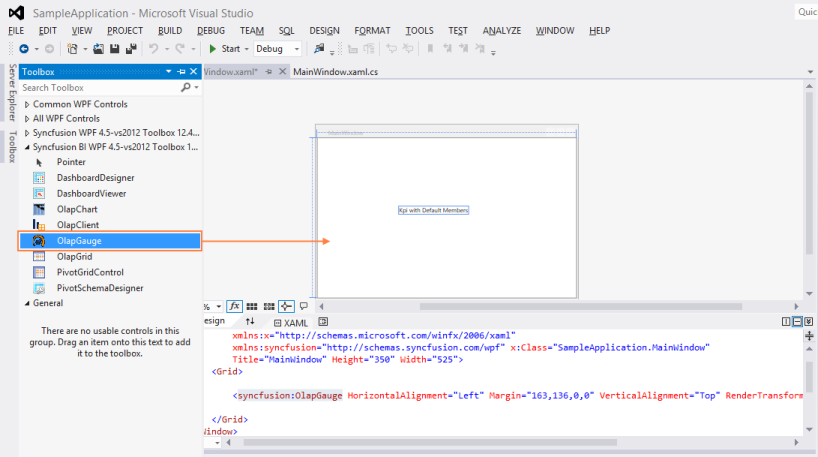 SampleApplication - Microsoft Visual Studio
Quic
FILE EDIT VIEW PROJECT BUILD DEBUG TEAM SQL DESIGN FORMAT TOOLS TEST ANALYZE WINDOW HELP
Start Debug
Server Explorer
Toolbox
Toolbox
Search Toolbox
Common WPF Controls
All WPF Controls
Syncfusion WPF 4.5-vs2012 Toolbox 12.4...
Syncfusion BI WPF 4.5-vs2012 Toolbox 1...
Pointer
DashboardDesigner
DashboardViewer
OlapChart
OlapClient
OlapGauge
OlapGrid
PivotGridControl
PivotSchemaDesigner
General
There are no usable controls in this
group. Drag an item onto this text to add
it to the toolbox.
Window.xaml* MainWindow.xaml.cs
MainWindow
Kpi with Default Members
% fx
esign XAML
xmlns:x="http://schemas.microsoft.com/winfx/2006/xaml"
xmlns:syncfusion="http://schemas.syncfusion.com/wpf" x:Class="SampleApplication.MainWindow"
Title="MainWindow" Height="350" Width="525">
<Grid>
<syncfusion:OlapGauge HorizontalAlignment="Left" Margin="163,136,0,0" VerticalAlignment="Top" RenderTransform
</Grid>
Window>